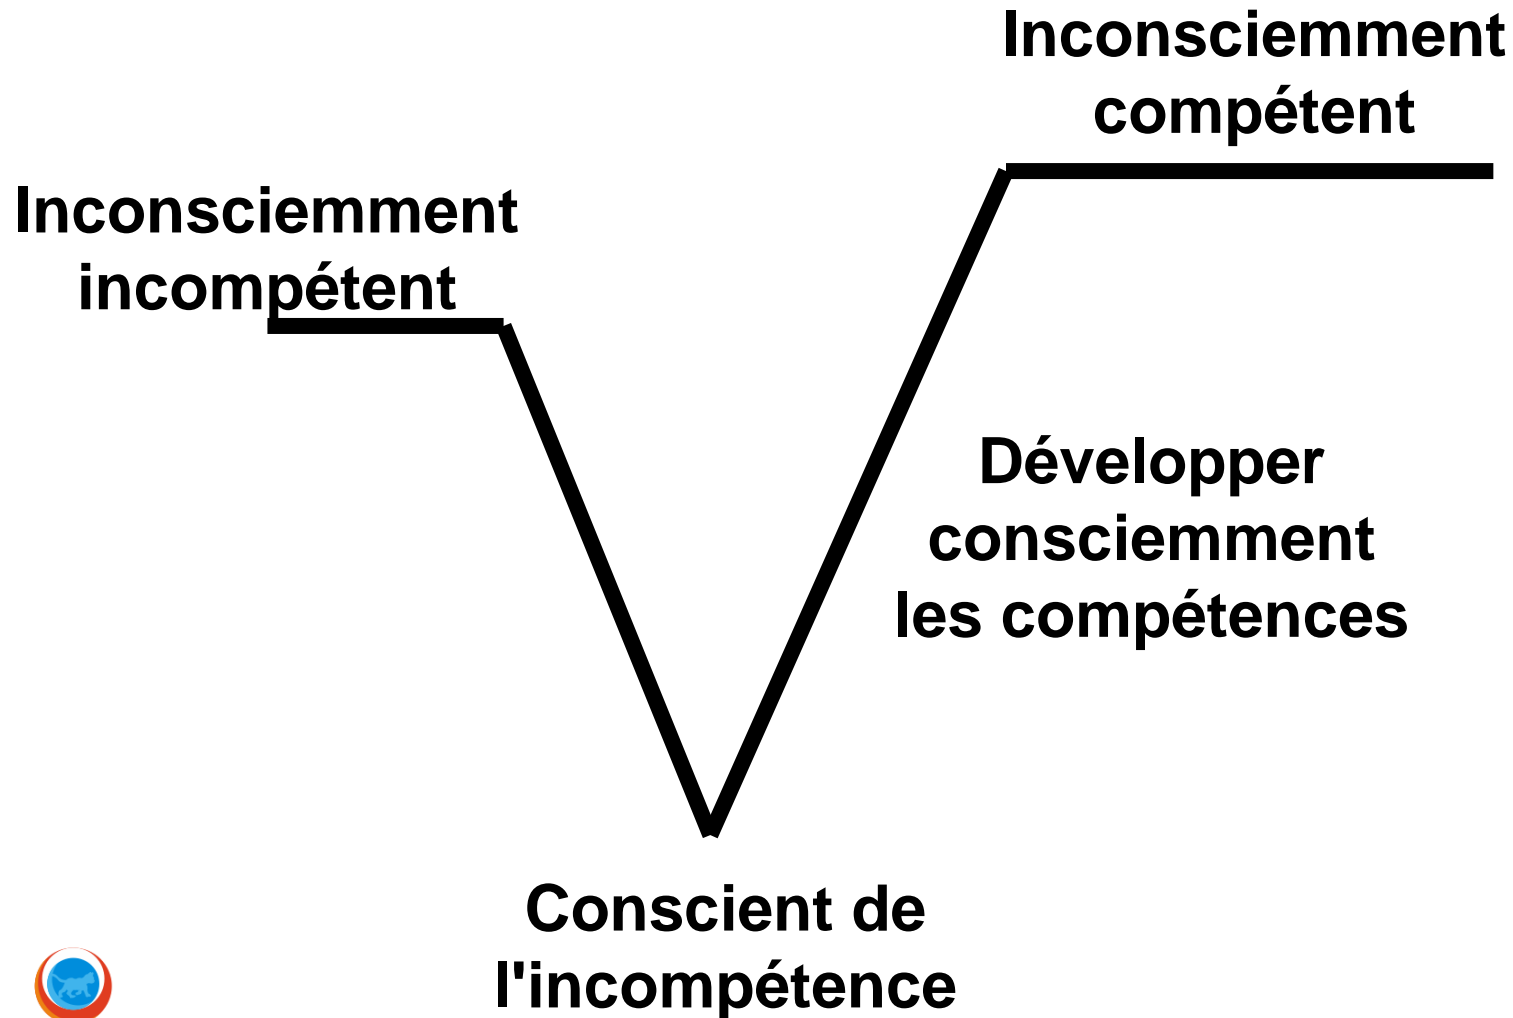 Inconsciemment
compétent
Inconsciemment
incompétent
Développer
consciemment
les compétences
Conscient de
l'incompétence